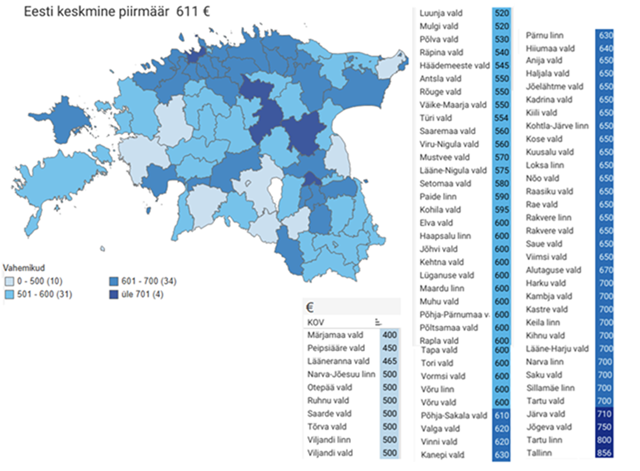 Eesti keskmine piirmäär 611 €
Vahemikud
0 - 500 (10)
501 - 600 (31)
601 - 700 (34)
üle 701 (4)
€
KOV
Märjamaa vald 400
Peipsiääre vald 450
Lääneranna vald 465
Narva-Jõesuu linn 500
Otepää vald 500
Ruhnu vald 500
Saarde vald 500
Tõrva vald 500
Viljandi linn 500
Viljandi vald 500
Luunja vald 520
Mulgi vald 520
Põlva vald 530
Räpina vald 540
Häädemeeste vald 545
Antsla vald 550
Rõuge vald 550
Väike-Maarja vald 550
Türi vald 554
Saaremaa vald 560
Viru-Nigula vald 560
Mustvee vald 570
Lääne-Nigula vald 575
Setomaa vald 580
Paide linn 590
Kohila vald 595
Elva vald 600
Haapsalu linn 600
Jõhvi vald 600
Kehtna vald 600
Lüganuse vald 600
Maardu linn 600
Muhu vald 600
Põhja-Pärnumaa v 600
Põltsamaa vald 600
Rapla vald 600
Tapa vald 600
Tori vald 600
Vormsi vald 600
Võru linn 600
Võru vald 600
Põhja-Sakala vald 610
Valga vald 620
Vinni vald 620
Kanepi vald 630
Pärnu linn 630
Hiiumaa vald 640
Anija vald 650
Haljala vald 650
Jõelähtme vald 650
Kadrina vald 650
Kiili vald 650
Kohtla-Järve linn 650
Kose vald 650
Kuusalu vald 650
Loksa linn 650
Nõo vald 650
Raasiku vald 650
Rae vald 650
Rakvere linn 650
Rakvere vald 650
Saue vald 650
Viimsi vald 650
Alutaguse vald 670
Harku vald 700
Kambja vald 700
Kastre vald 700
Keila linn 700
Kihnu vald 700
Lääne-Harju vald 700
Narva linn 700
Saku vald 700
Sillamäe linn 700
Tartu vald 700
Järva vald 710
Jõgeva vald 750
Tartu linn 800
Tallinn 856